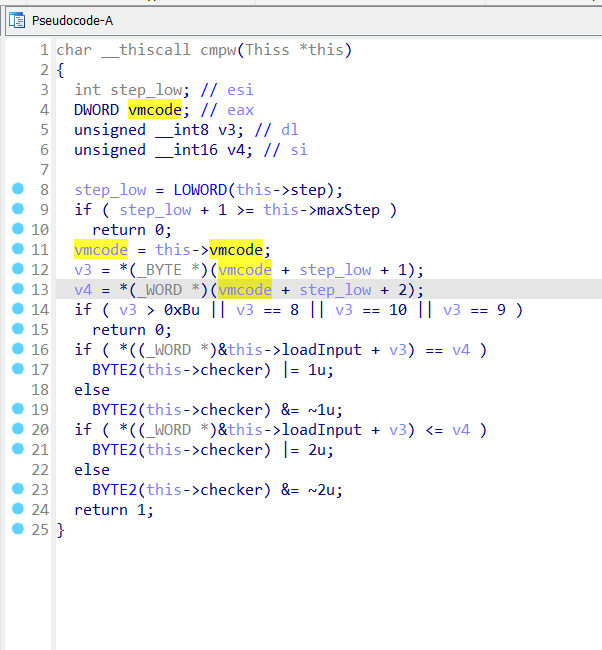 Pseudocode-A
1 char __thiscall cmpw(Thiss *this)
2 {
3 int step_low; // esi
4 DWORD vmcode; // eax
5 unsigned __int8 v3; // dl
6 unsigned __int16 v4; // si
7
8 step_low = LOWORD(this->step);
9 if ( step_low + 1 >= this->maxStep )
10 return 0;
11 vmcode = this->vmcode;
12 v3 = *(_BYTE *)(vmcode + step_low + 1);
13 v4 = *(_WORD *)(vmcode + step_low + 2);
14 if ( v3 > 0xBu || v3 == 8 || v3 == 10 || v3 == 9 )
15 return 0;
16 if ( *((_WORD *)&this->loadInput + v3) == v4 )
17 BYTE2(this->checker) |= 1u;
18 else
19 BYTE2(this->checker) &= ~1u;
20 if ( *((_WORD *)&this->loadInput + v3) <= v4 )
21 BYTE2(this->checker) |= 2u;
22 else
23 BYTE2(this->checker) &= ~2u;
24 return 1;
25 }